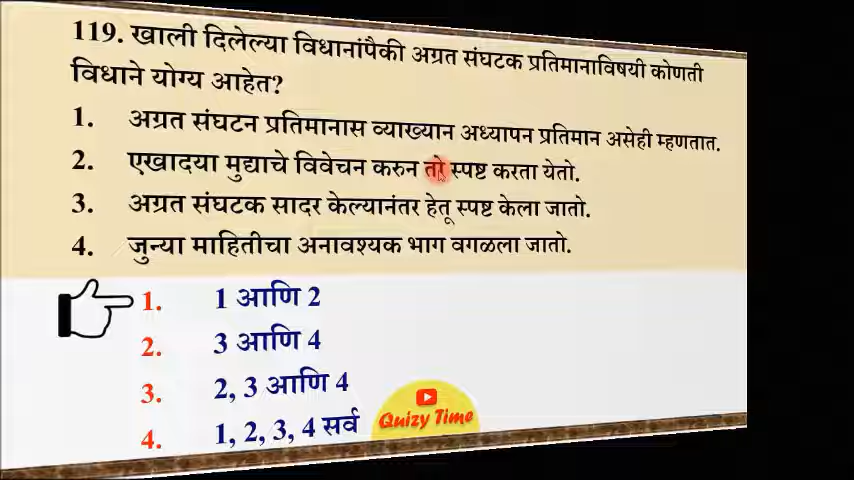 119. खाली दिलेल्या विधानांपैकी अग्रत संघटक प्रतिमानाविषयी कोणती
विधाने योग्य आहेत?
1. अग्रत संघटन प्रतिमानास व्याख्यान अध्यापन प्रतिमान असेही म्हणतात.
2. एखादया मुद्याचे विवेचन करुन तो स्पष्ट करता येतो.
3. अग्रत संघटक सादर केल्यानंतर हेतू स्पष्ट केला जातो.
4. जुन्या माहितीचा अनावश्यक भाग वगळला जातो.
1. 1 आणि 2
2. 3 आणि 4
3. 2, 3 आणि 4
4. 1, 2, 3, 4 सर्व
Quizy Time